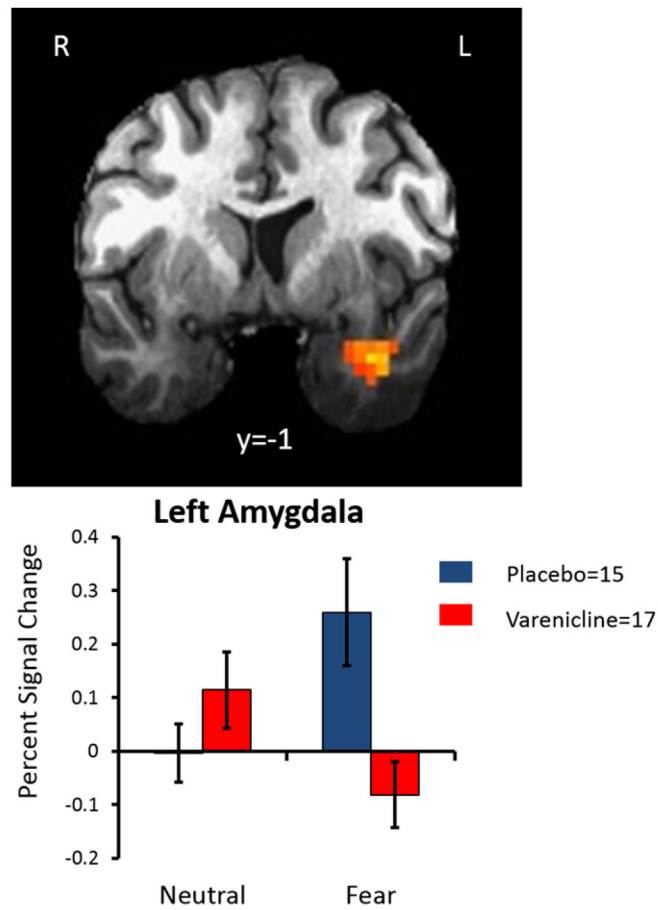 R L
y=-1
Left Amygdala
Percent Signal Change
0.4
0.3
0.2
0.1
0
-0.1
-0.2
Placebo=15
Varenicline=17
Neutral Fear